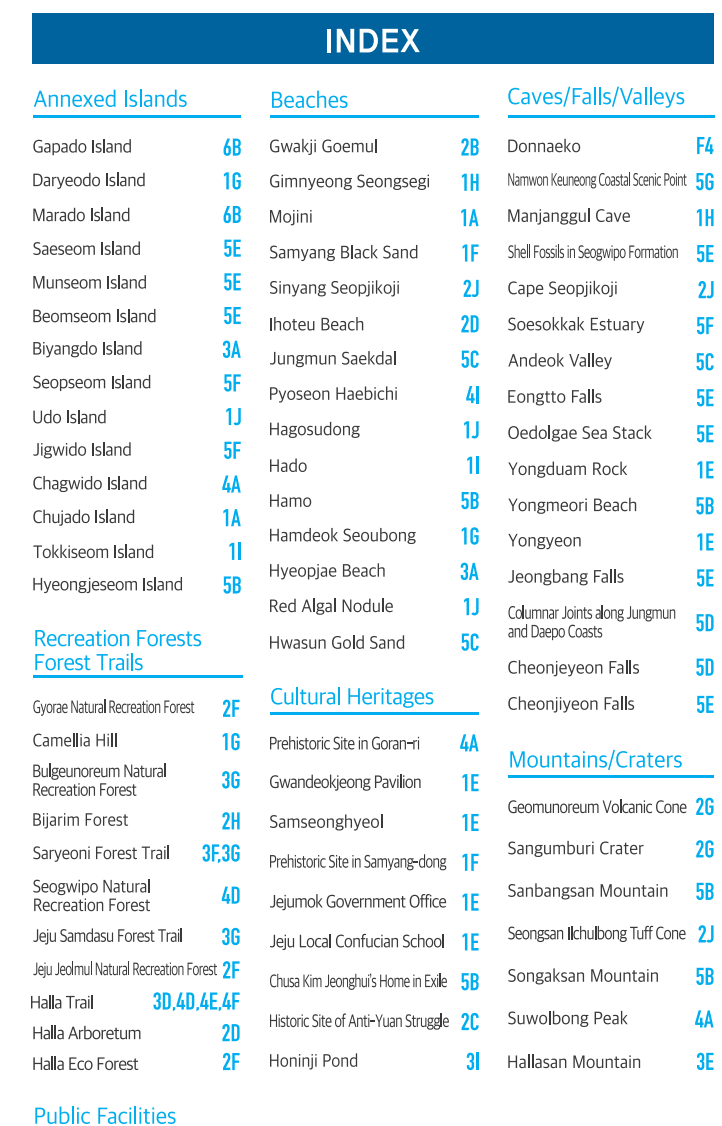 INDEX
Annexed Islands
Gapado Island 6B
Daryeodo Island 1G
Marado Island 6B
Saeseom Island 5E
Munseom Island 5E
Beomseom Island 5E
Biyangdo Island 3A
Seopseom Island 5F
Udo Island 1J
Jigwido Island 5F
Chagwido Island 4A
Chujado Island 1A
Tokkiseom Island 1I
Hyeongjeseom Island 5B
Recreation Forests
Forest Trails
Gyorae Natural Recreation Forest 2F
Camellia Hill 1G
Bulgeunoreum Natural
Recreation Forest 3G
Bijarim Forest 2H
Saryeoni Forest Trail 3F,3G
Seogwipo Natural
Recreation Forest 4D
Jeju Samdasu Forest Trail 3G
Jeju Jeolmul Natural Recreation Forest 2F
Halla Trail 3D,4D,4E,4F
Halla Arboretum 2D
Halla Eco Forest 2F
Public Facilities
Beaches
Gwakji Goemul 2B
Gimnyeong Seongsegi 1H
Mojini 1A
Samyang Black Sand 1F
Sinyang Seopjikoji 2J
Ihoteu Beach 2D
Jungmun Saekdal 5C
Pyoseon Haebichi 4I
Hagosudong 1J
Hado 1I
Hamo 5B
Hamdeok Seoubong 1G
Hyeopjae Beach 3A
Red Algal Nodule 1J
Hwasun Gold Sand 5C
Cultural Heritages
Prehistoric Site in Goran-ri 4A
Gwandeokjeong Pavilion 1E
Samseonghyeol 1E
Prehistoric Site in Samyang-dong 1F
Jejumok Government Office 1E
Jeju Local Confucian School 1E
Chusa Kim Jeonghui's Home in Exile 5B
Historic Site of Anti-Yuan Struggle 2C
Honinji Pond 3I
Caves/Falls/Valleys
Donnaeko F4
Namwon Keuneong Coastal Scenic Point 5G
Manjanggul Cave 1H
Shell Fossils in Seogwipo Formation 5E
Cape Seopjikoji 2J
Soesokkak Estuary 5F
Andeok Valley 5C
Eongtto Falls 5E
Oedolgae Sea Stack 5E
Yongduam Rock 1E
Yongmeori Beach 5B
Yongyeon 1E
Jeongbang Falls 5E
Columnar Joints along Jungmun
and Daepo Coasts 5D
Cheonjeyeon Falls 5D
Cheonjiyeon Falls 5E
Mountains/Craters
Geomunoreum Volcanic Cone 2G
Sangumburi Crater 2G
Sanbangsan Mountain 5B
Seongsan Ilchulbong Tuff Cone 2J
Songaksan Mountain 5B
Suwolbong Peak 4A
Hallasan Mountain 3E